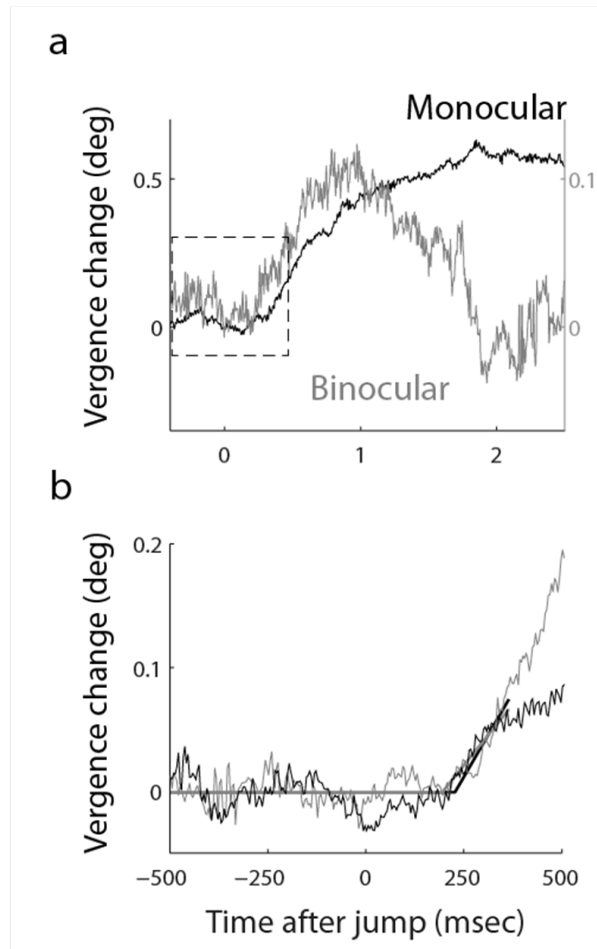 a
Monocular
Vergence change (deg)
0.5
0
0.1
0
Binocular
0
1
2
b
Vergence change (deg)
0.2
0.1
0
−500
−250
0
250
500
Time after jump (msec)